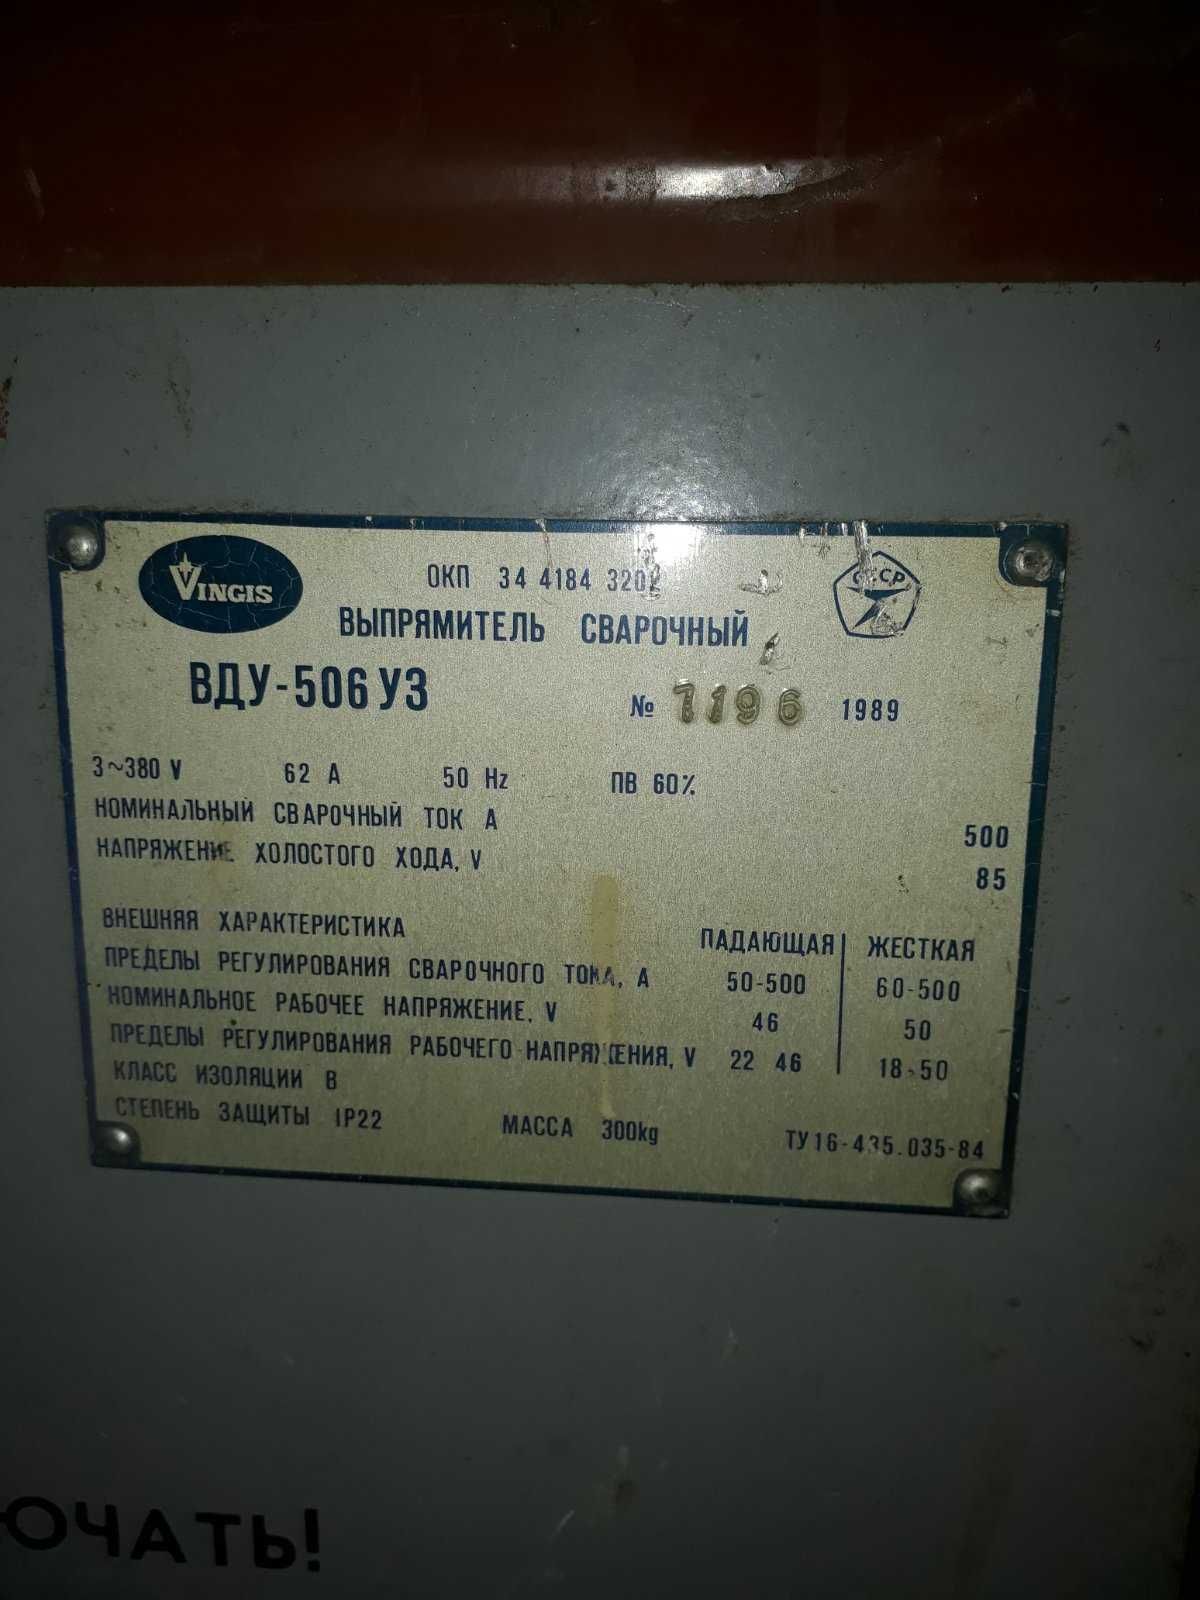 VINGIS
ОКП 34 4184 3202
СССР
ВЫПРЯМИТЕЛЬ СВАРОЧНЫЙ
ВДУ-506 У3
№ 7196 1989
3~380 V 62 A 50 Hz ПВ 60%
НОМИНАЛЬНЫЙ СВАРОЧНЫЙ ТОК А 500
НАПРЯЖЕНИЕ ХОЛОСТОГО ХОДА, V 85
ВНЕШНЯЯ ХАРАКТЕРИСТИКА ПАДАЮЩАЯ ЖЕСТКАЯ
ПРЕДЕЛЫ РЕГУЛИРОВАНИЯ СВАРОЧНОГО ТОКА, А 50-500 60-500
НОМИНАЛЬНОЕ РАБОЧЕЕ НАПРЯЖЕНИЕ, V 46 50
ПРЕДЕЛЫ РЕГУЛИРОВАНИЯ РАБОЧЕГО НАПРЯЖЕНИЯ, V 22 46 18-50
КЛАСС ИЗОЛЯЦИИ В
СТЕПЕНЬ ЗАЩИТЫ IP22 МАССА 300kg ТУ16-435.035-84
ЮЧАТЬ!